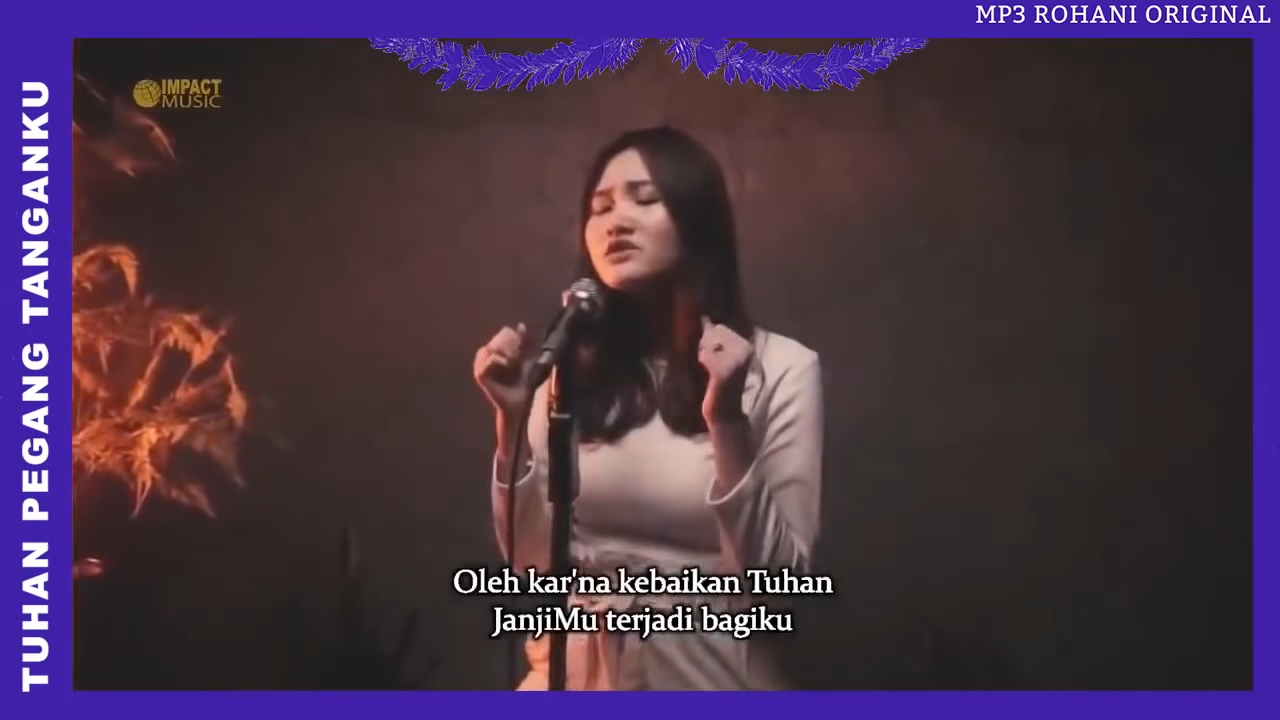 MP3 ROHANI ORIGINAL
IMPACT
MUSIC
TUHAN PEGANG TANGANKU
Oleh kar'na kebaikan Tuhan
JanjiMu terjadi bagiku